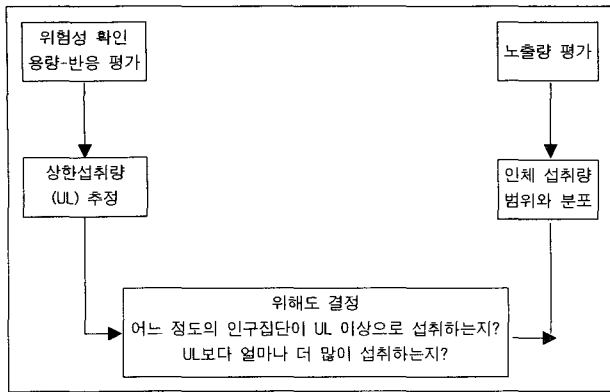 위험성 확인
용량-반응 평가
노출량 평가
상한섭취량
(UL) 추정
인체 섭취량
범위와 분포
위해도 결정
어느 정도의 인구집단이 UL 이상으로 섭취하는지?
UL보다 얼마나 더 많이 섭취하는지?